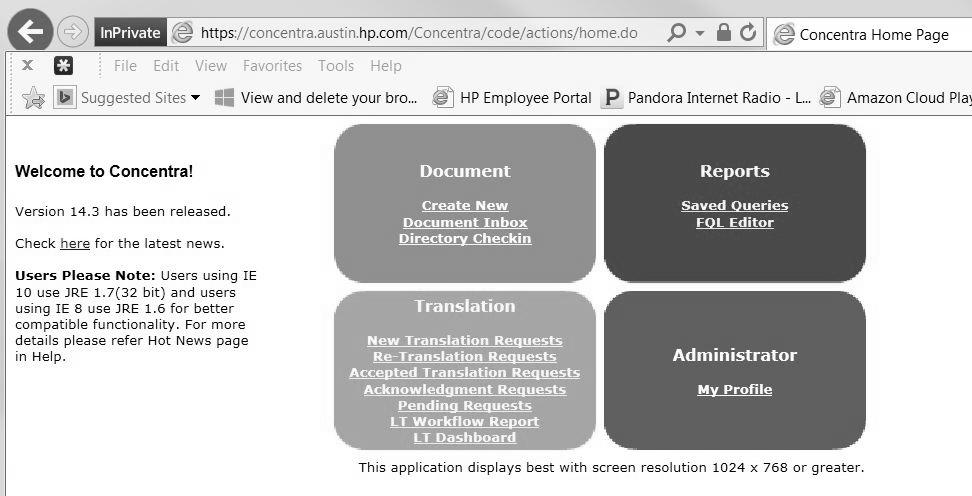 InPrivate https://concentra.austin.hp.com/Concentra/code/actions/home.do Concentra Home Page
x File Edit View Favorites Tools Help
Suggested Sites View and delete your bro... HP Employee Portal P Pandora Internet Radio - L... Amazon Cloud Play
Welcome to Concentra!
Version 14.3 has been released.
Check here for the latest news.
Users Please Note: Users using IE
10 use JRE 1.7(32 bit) and users
using IE 8 use JRE 1.6 for better
compatible functionality. For more
details please refer Hot News page
in Help.
Document
Create New
Document Inbox
Directory Checkin
Reports
Saved Queries
FQL Editor
Translation
New Translation Requests
Re-Translation Requests
Accepted Translation Requests
Acknowledgment Requests
Pending Requests
LT Workflow Report
LT Dashboard
Administrator
My Profile
This application displays best with screen resolution 1024 x 768 or greater.